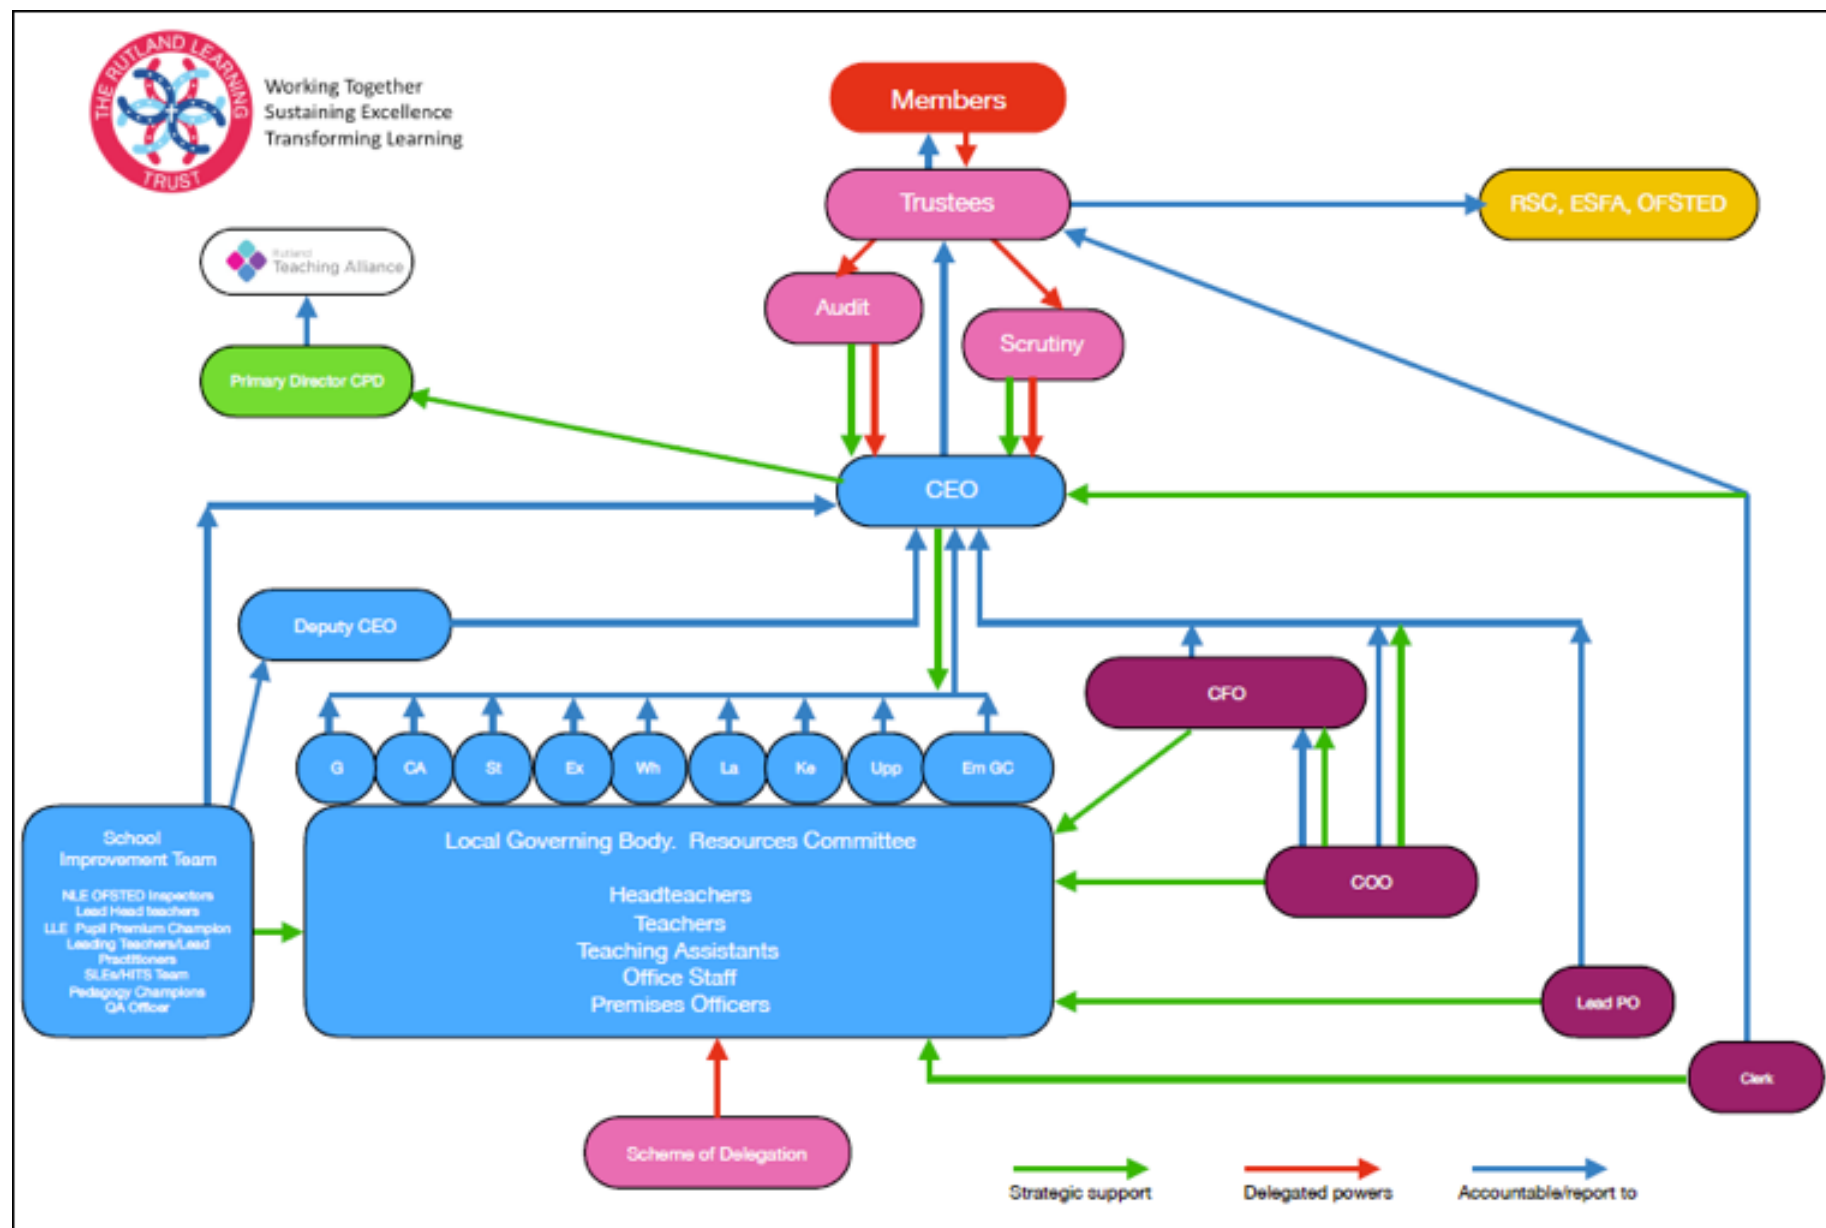 THE RUTLAND LEARNING
TRUST
Working Together
Sustaining Excellence
Transforming Learning
Members
Trustees
RSC, ESFA, OFSTED
Rutland
Teaching Alliance
Audit
Scrutiny
Primary Director CPD
CEO
Deputy CEO
CFO
G
CA
St
Ex
Wh
La
Ke
Upp
Em GC
School
Improvement Team
NLE OFSTED Inspectors
Lead Head teachers
LLE Pupil Premium Champion
Leading Teachers/Lead
Practitioners
SLEs/HITS Team
Pedagogy Champions
QA Officer
Local Governing Body. Resources Committee
Headteachers
Teachers
Teaching Assistants
Office Staff
Premises Officers
COO
Lead PO
Clerk
Scheme of Delegation
Strategic support
Delegated powers
Accountable/report to